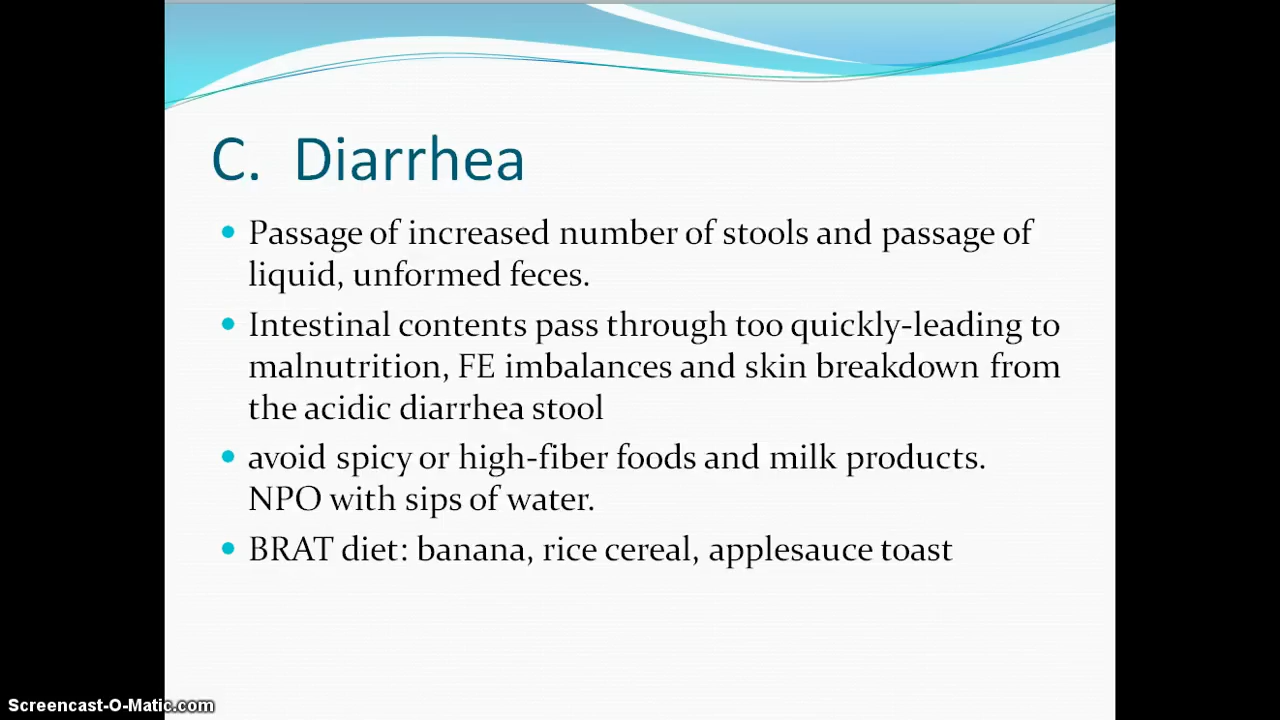 C. Diarrhea
• Passage of increased number of stools and passage of
liquid, unformed feces.
• Intestinal contents pass through too quickly-leading to
malnutrition, FE imbalances and skin breakdown from
the acidic diarrhea stool
• avoid spicy or high-fiber foods and milk products.
NPO with sips of water.
• BRAT diet: banana, rice cereal, applesauce toast
Screencast-O-Matic.com